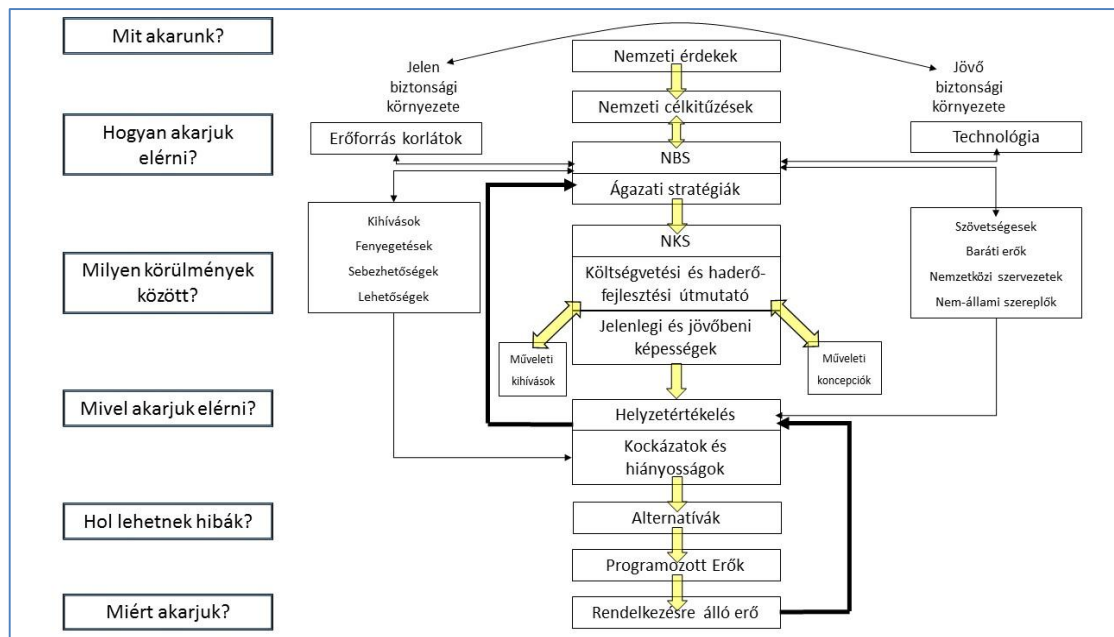 Mit akarunk?
Hogyan akarjuk
elérni?
Milyen körülmények
között?
Mivel akarjuk elérni?
Hol lehetnek hibák?
Miért akarjuk?
Jelen
biztonsági
környezete
Erőforrás korlátok
Kihívások
Fenyegetések
Sebezhetőségek
Lehetőségek
Nemzeti érdekek
Nemzeti célkitűzések
NBS
Ágazati stratégiák
NKS
Költségvetési és haderő-
fejlesztési útmutató
Jelenlegi és jövőbeni
képességek
Műveleti
kihívások
Műveleti
koncepciók
Helyzetértékelés
Kockázatok és
hiányosságok
Alternatívák
Programozott Erők
Rendelkezésre álló erő
Jövő
biztonsági
környezete
Technológia
Szövetségesek
Baráti erők
Nemzetközi szervezetek
Nem-állami szereplők